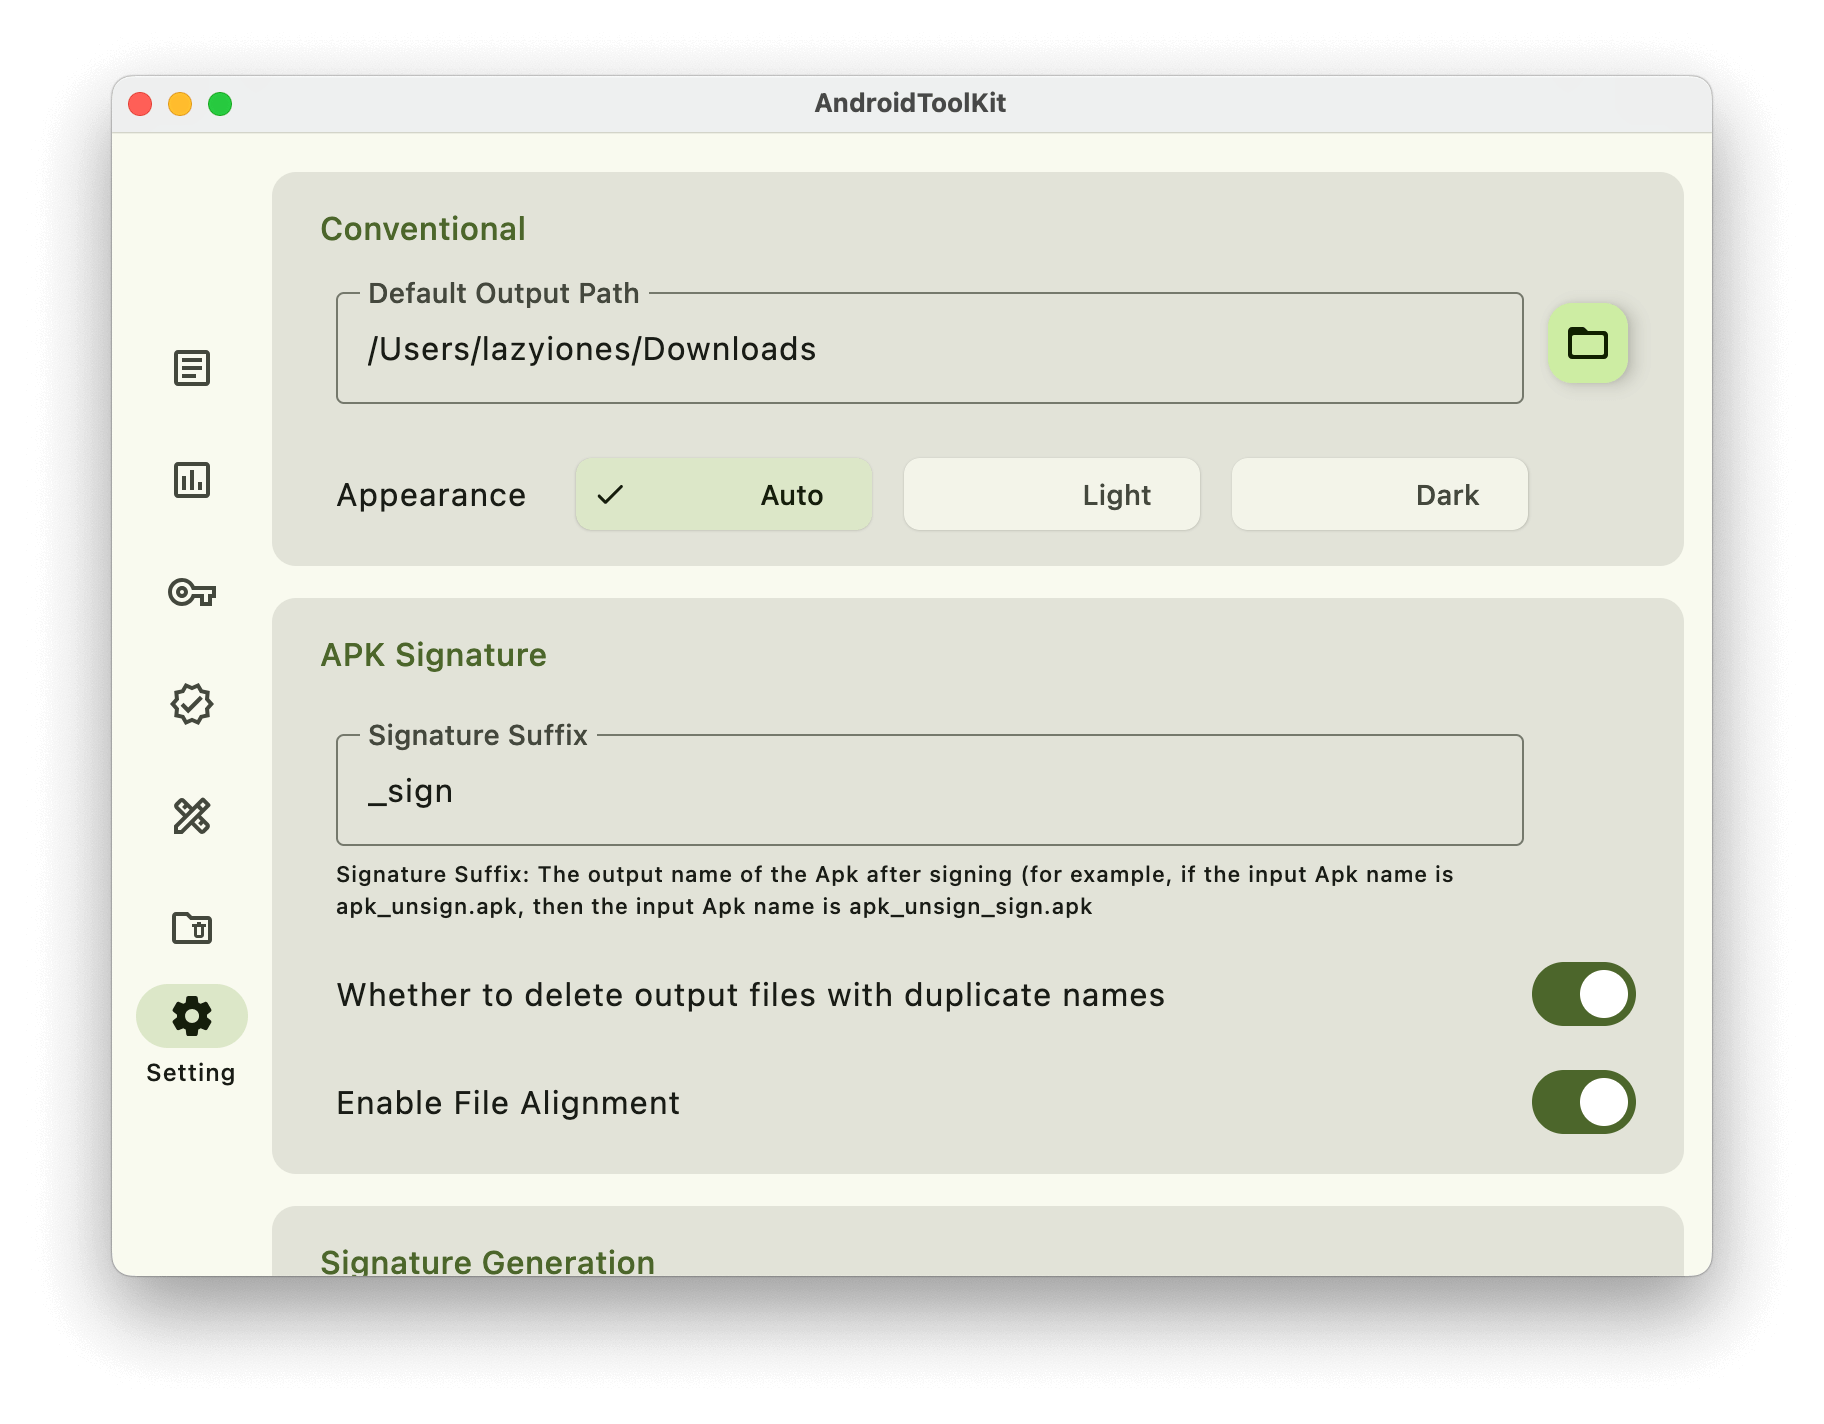 AndroidToolKit
Conventional
Default Output Path
/Users/lazyiones/Downloads
Appearance
Auto
Light
Dark
APK Signature
Signature Suffix
_sign
Signature Suffix: The output name of the Apk after signing (for example, if the input Apk name is
apk_unsign.apk, then the input Apk name is apk_unsign_sign.apk
Whether to delete output files with duplicate names
Setting
Enable File Alignment
Signature Generation